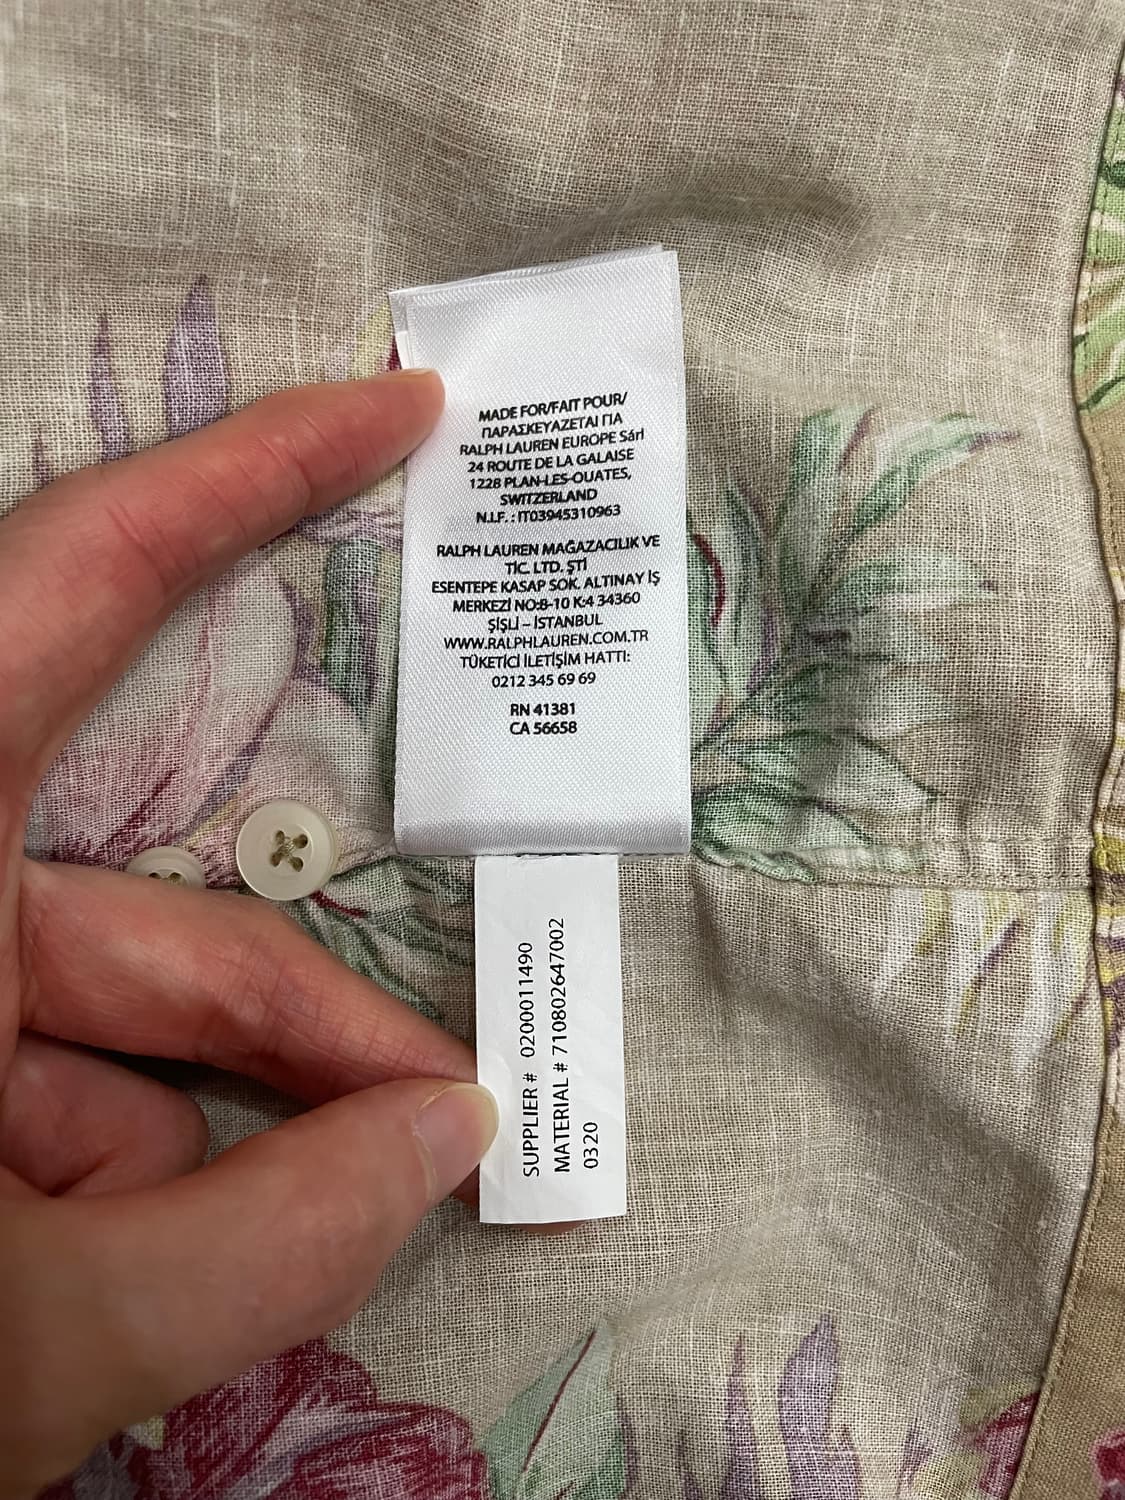 MADE FOR/FAIT POUR/
ΠΑΡΑΣΚΕΥΑΖΕΤΑΙ ΓΙΑ
RALPH LAUREN EUROPE Sárl
24 ROUTE DE LA GALAISE
1228 PLAN-LES-OUATES,
SWITZERLAND
N.I.F. : IT03945310963
RALPH LAUREN MAĞAZACILIK VE
TİC. LTD. ŞTİ
ESENTEPE KASAP SOK. ALTINAY İŞ
MERKEZİ NO:8-10 K:4 34360
ŞİŞLİ – İSTANBUL
WWW.RALPHLAUREN.COM.TR
TÜKETİCİ İLETİŞİM HATTI:
0212 345 69 69
RN 41381
CA 56658
SUPPLIER # 0200011490
MATERIAL # 710802647002
0320